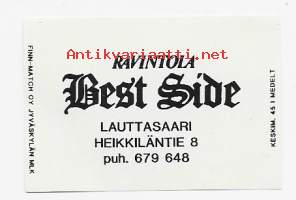 FINN-MATCH OY, JYVÄSKYLÄN MLK
Antikvariaatti.net
RAVINTOLA
Best Side
LAUTTASAARI
HEIKKILÄNTIE 8
puh. 679 648
KESKIM. 45 I MEDELT